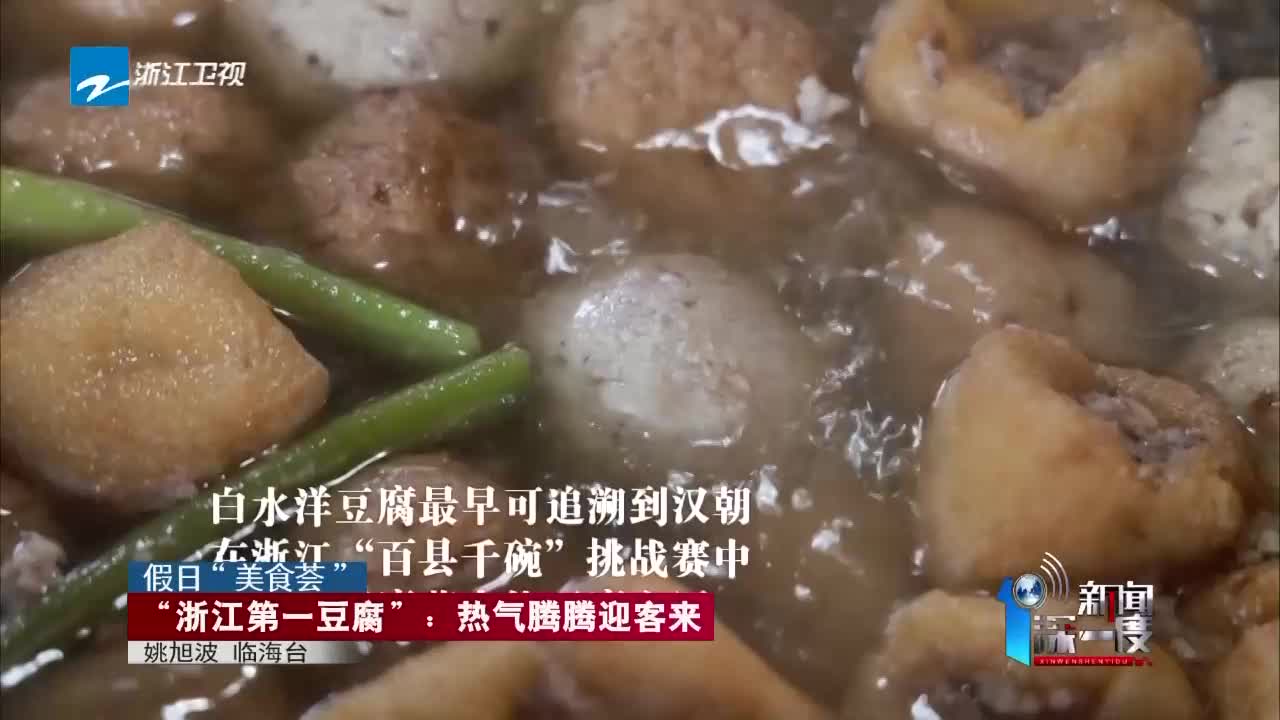 浙江卫视
白水洋豆腐最早可追溯到汉朝
在浙江“百县千碗”挑战赛中
假日“美食荟”
“浙江第一豆腐”：热气腾腾迎客来
姚旭波 临海台
新闻
深一度
XINWENSHENYIDU